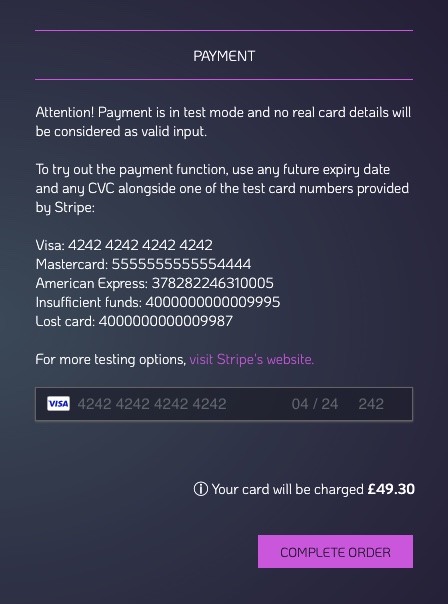 PAYMENT
Attention! Payment is in test mode and no real card details will
be considered as valid input.
To try out the payment function, use any future expiry date
and any CVC alongside one of the test card numbers provided
by Stripe:
Visa: 4242 4242 4242 4242
Mastercard: 5555555555554444
American Express: 378282246310005
Insufficient funds: 4000000000009995
Lost card: 4000000000009987
For more testing options, visit Stripe's website.
VISA 4242 4242 4242 4242 04 / 24 242
Your card will be charged £49.30
COMPLETE ORDER